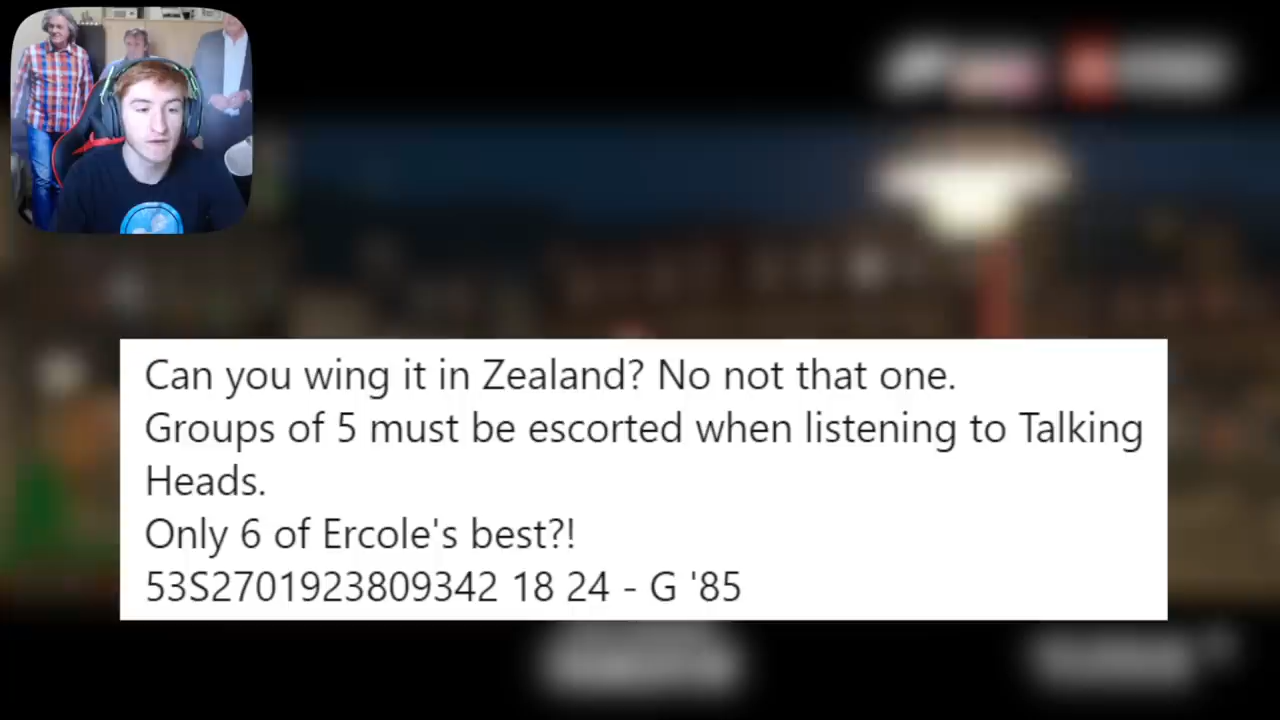 Can you wing it in Zealand? No not that one.
Groups of 5 must be escorted when listening to Talking
Heads.
Only 6 of Ercole's best?!
53S2701923809342 18 24 - G '85